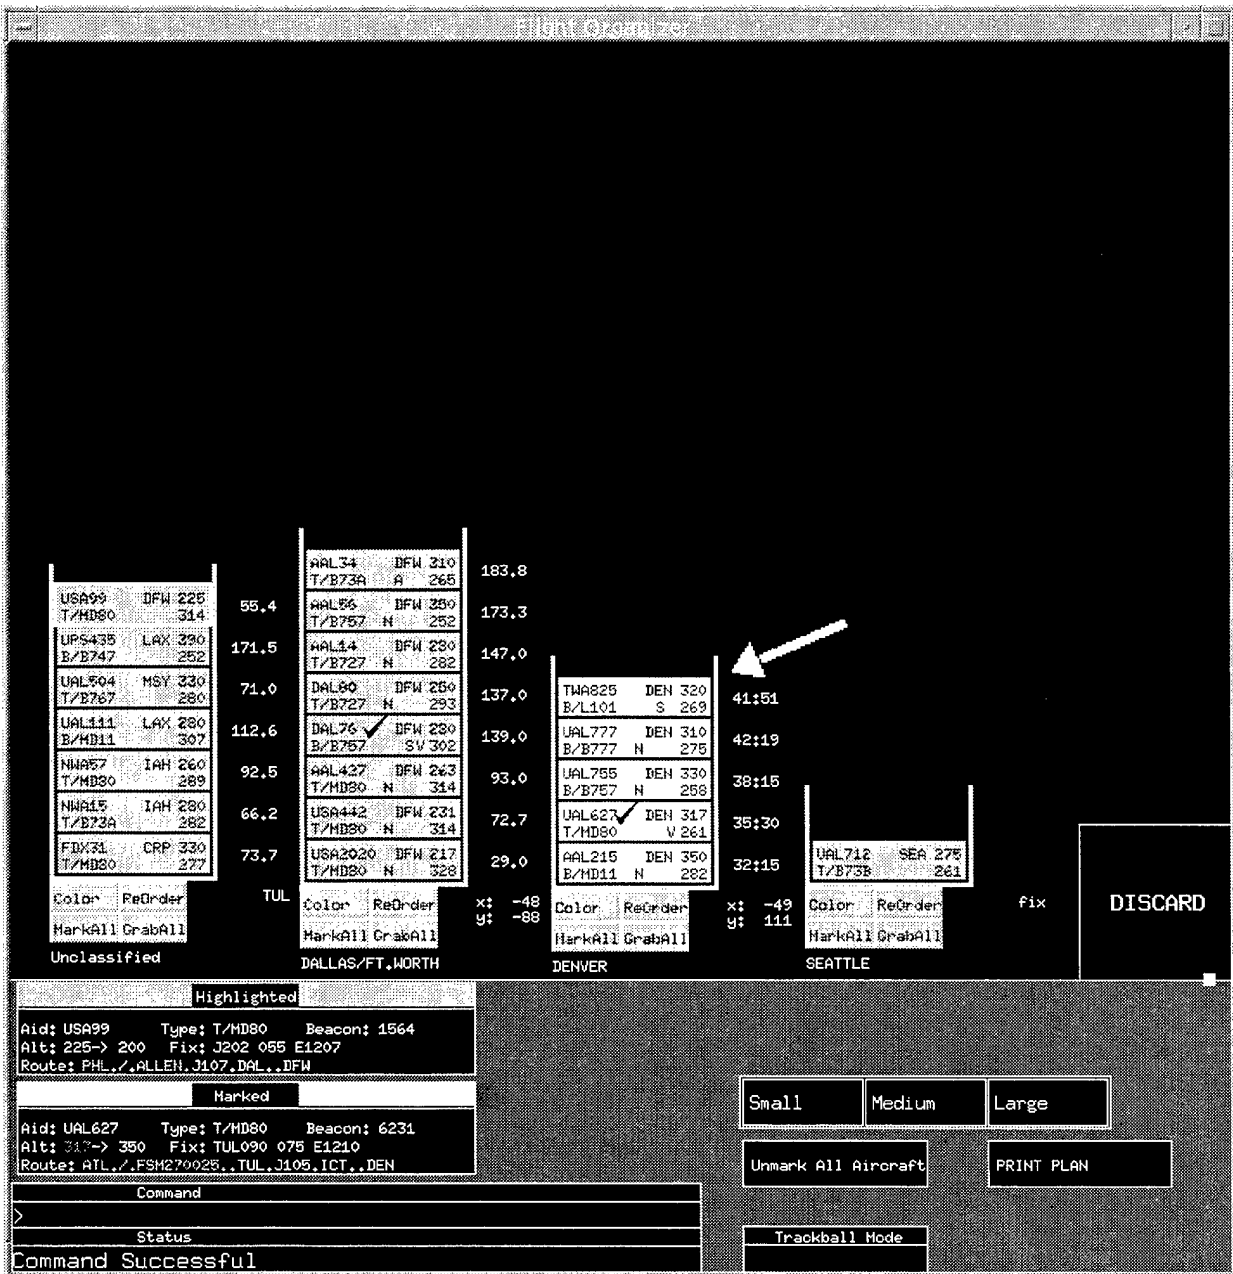 Flight Organizer
USA99 DFW 225
T/MD80 314
55.4
UPS435 LAX 390
B/B747 252
171.5
UAL504 MSY 330
T/B767 280
71.0
UAL111 LAX 280
B/MD11 307
112.6
NWA57 IAH 260
T/MD80 289
92.5
NWA15 IAH 280
T/B73A 282
66.2
FDX31 CRP 330
T/MD80 277
73.7
Color ReOrder
TUL
MarkAll GrabAll
Unclassified
AAL34 DFW 310
T/B73A A 265
183.8
AAL56 DFW 350
T/B757 N 252
173.3
AAL14 DFW 230
T/B727 N 282
147.0
DAL80 DFW 250
T/B727 N 293
137.0
DAL76 DFW 280
B/B757 SV 302
139.0
AAL427 DFW 263
T/MD80 N 314
93.0
USA442 DFW 231
T/MD80 N 314
72.7
USA2020 DFW 217
T/MD80 N 328
29.0
Color ReOrder
x: -48
y: -88
MarkAll GrabAll
DALLAS/FT.WORTH
TWA825 DEN 320
B/L101 S 269
41:51
UAL777 DEN 310
B/B777 N 275
42:19
UAL755 DEN 330
B/B757 N 258
38:15
UAL627 DEN 317
T/MD80 V 261
35:30
AAL215 DEN 350
B/MD11 N 282
32:15
Color ReOrder
x: -49
y: 111
MarkAll GrabAll
DENVER
UAL712 SEA 275
T/B73B 261
Color ReOrder
fix
MarkAll GrabAll
SEATTLE
DISCARD
Highlighted
Aid: USA99 Type: T/MD80 Beacon: 1564
Alt: 225-> 200 Fix: J202 055 E1207
Route: PHL./.ALLEN.J107.DAL..DFW
Marked
Aid: UAL627 Type: T/MD80 Beacon: 6231
Alt: 317-> 350 Fix: TUL090 075 E1210
Route: ATL./.FSM270025..TUL.J105.ICT..DEN
Command
>
Status
Command Successful
Small Medium Large
Unmark All Aircraft PRINT PLAN
Trackball Mode